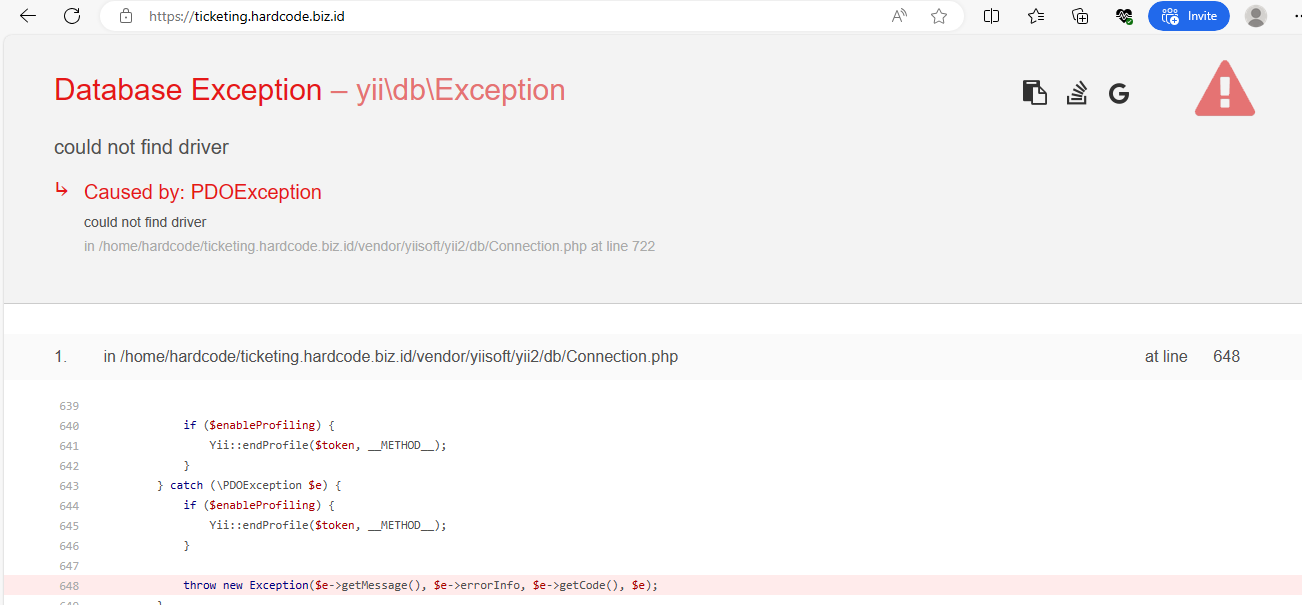 https://ticketing.hardcode.biz.id
Invite
Database Exception – yii\db\Exception
could not find driver
↳ Caused by: PDOException
could not find driver
in /home/hardcode/ticketing.hardcode.biz.id/vendor/yiisoft/yii2/db/Connection.php at line 722
1. in /home/hardcode/ticketing.hardcode.biz.id/vendor/yiisoft/yii2/db/Connection.php at line 648
639
640 if ($enableProfiling) {
641 Yii::endProfile($token, __METHOD__);
642 }
643 } catch (\PDOException $e) {
644 if ($enableProfiling) {
645 Yii::endProfile($token, __METHOD__);
646 }
647
648 throw new Exception($e->getMessage(), $e->errorInfo, $e->getCode(), $e);